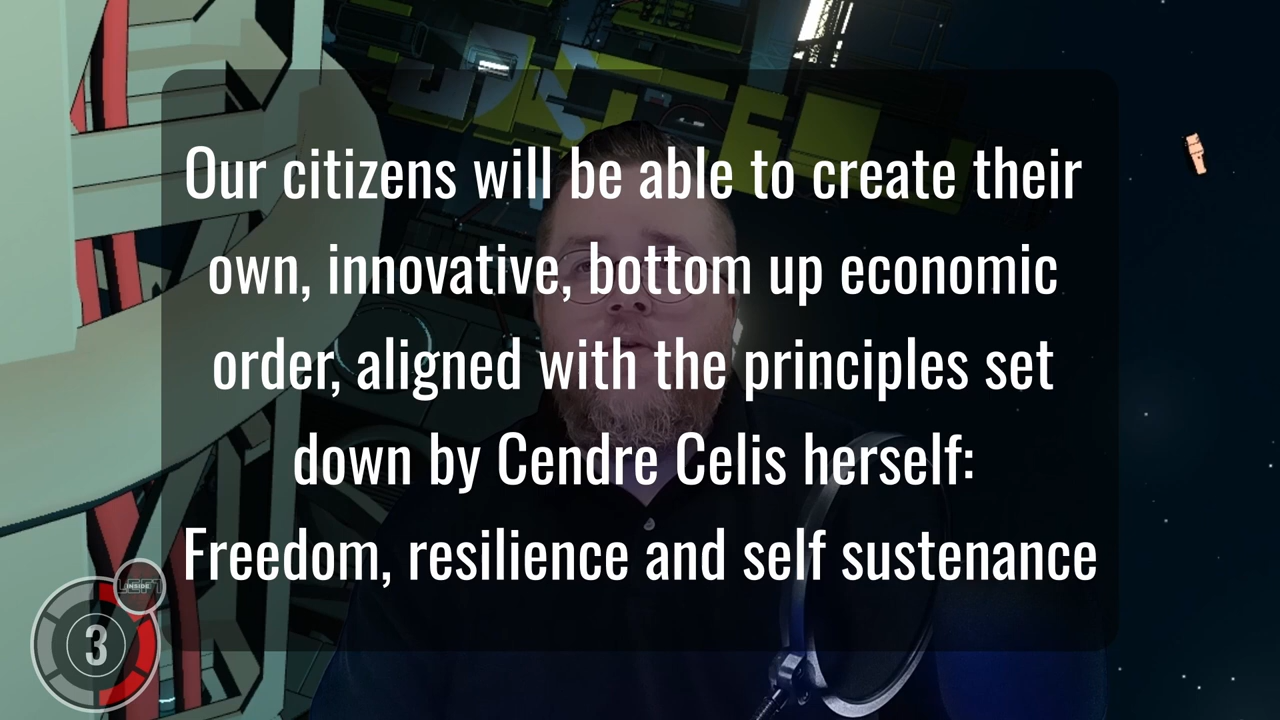 Our citizens will be able to create their
own, innovative, bottom up economic
order, aligned with the principles set
down by Cendre Celis herself:
Freedom, resilience and self sustenance
INSIDE
3